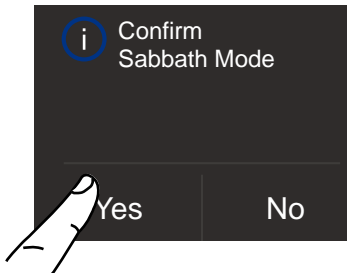 i
Confirm
Sabbath Mode
Yes
No